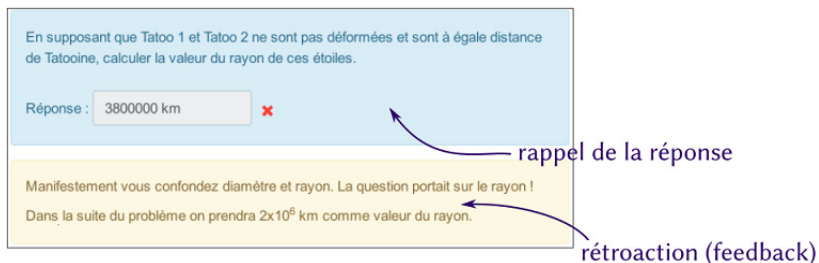 En supposant que Tatoo 1 et Tatoo 2 ne sont pas déformées et sont à égale distance
de Tatooine, calculer la valeur du rayon de ces étoiles.
Réponse : 3800000 km ✖
rappel de la réponse
Manifestement vous confondez diamètre et rayon. La question portait sur le rayon !
Dans la suite du problème on prendra 2x10⁶ km comme valeur du rayon.
rétroaction (feedback)